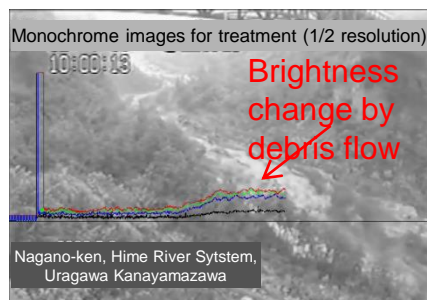 Monochrome images for treatment (1/2 resolution)
10:00:13
Brightness
change by
debris flow
Nagano-ken, Hime River Sytstem,
Uragawa Kanayamazawa